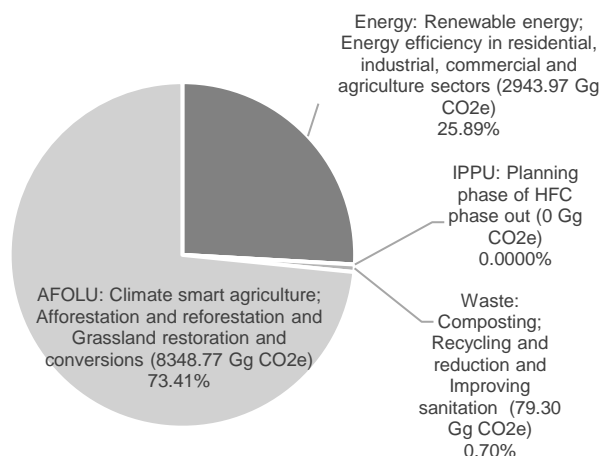 Energy: Renewable energy;
Energy efficiency in residential,
industrial, commercial and
agriculture sectors (2943.97 Gg
CO2e)
25.89%
IPPU: Planning
phase of HFC
phase out (0 Gg
CO2e)
0.0000%
Waste:
Composting;
Recycling and
reduction and
Improving
sanitation (79.30
Gg CO2e)
0.70%
AFOLU: Climate smart agriculture;
Afforestation and reforestation and
Grassland restoration and
conversions (8348.77 Gg CO2e)
73.41%